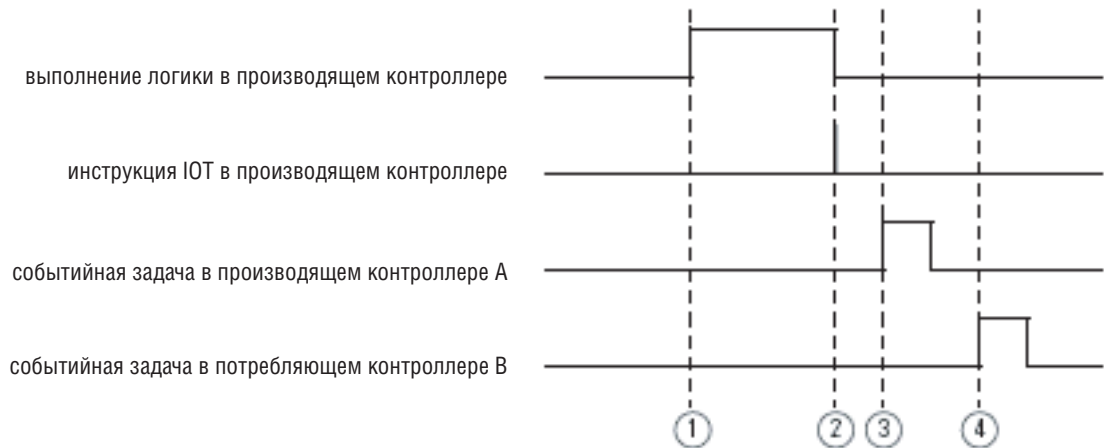 выполнение логики в производящем контроллере
инструкция IOT в производящем контроллере
событийная задача в производящем контроллере A
событийная задача в потребляющем контроллере B
1 2 3 4